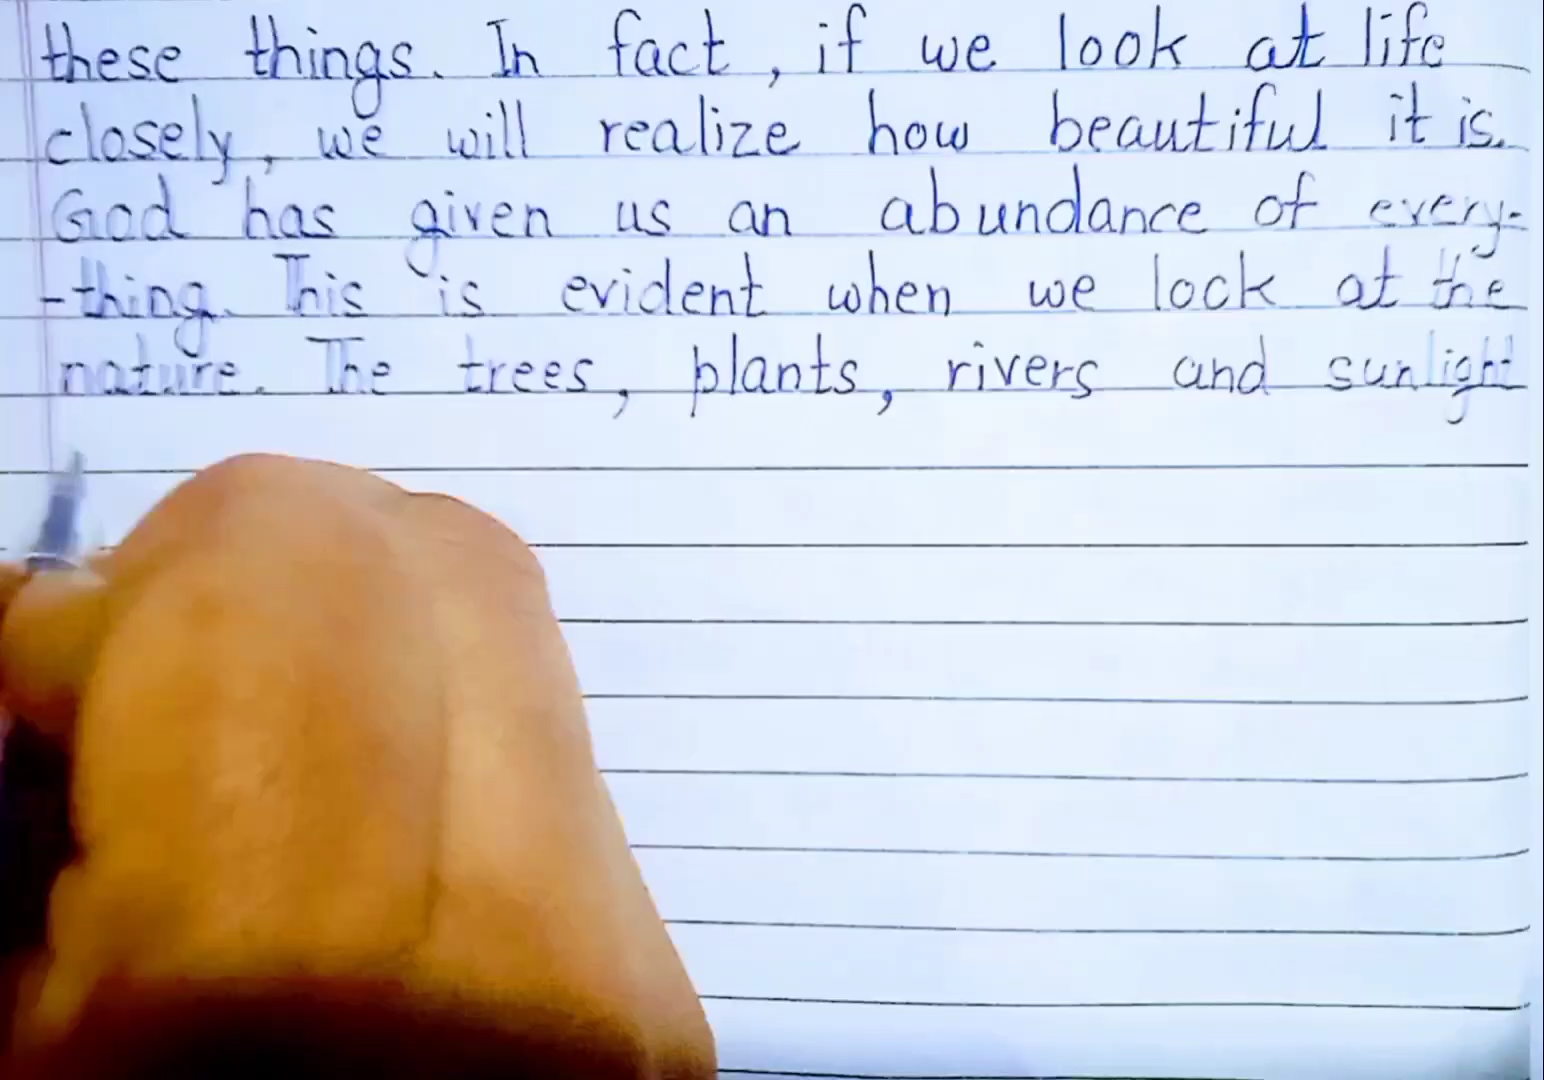 these things. In fact, if we look at life
closely, we will realize how beautiful it is.
God has given us an abundance of every-
-thing. This is evident when we look at the
nature. The trees, plants, rivers and sunlight